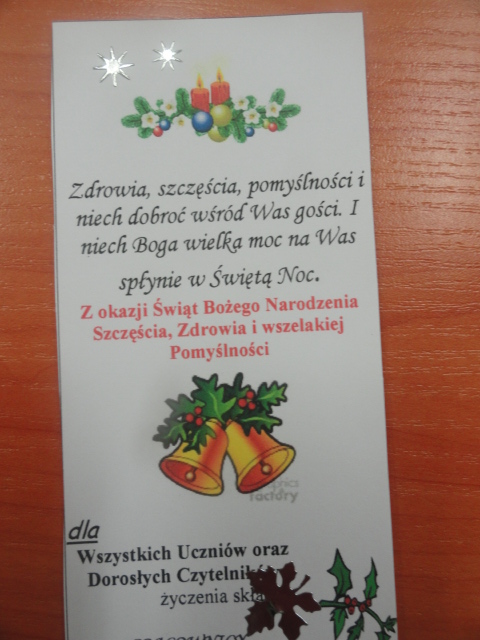 Zdrowia, szczęścia, pomyślności i
niech dobroć wśród Was gości. I
niech Boga wielka moc na Was
spłynie w Świętą Noc.
Z okazji Świąt Bożego Narodzenia
Szczęścia, Zdrowia i wszelakiej
Pomyślności
factory
dla
Wszystkich Uczniów oraz
Dorosłych
życzenia